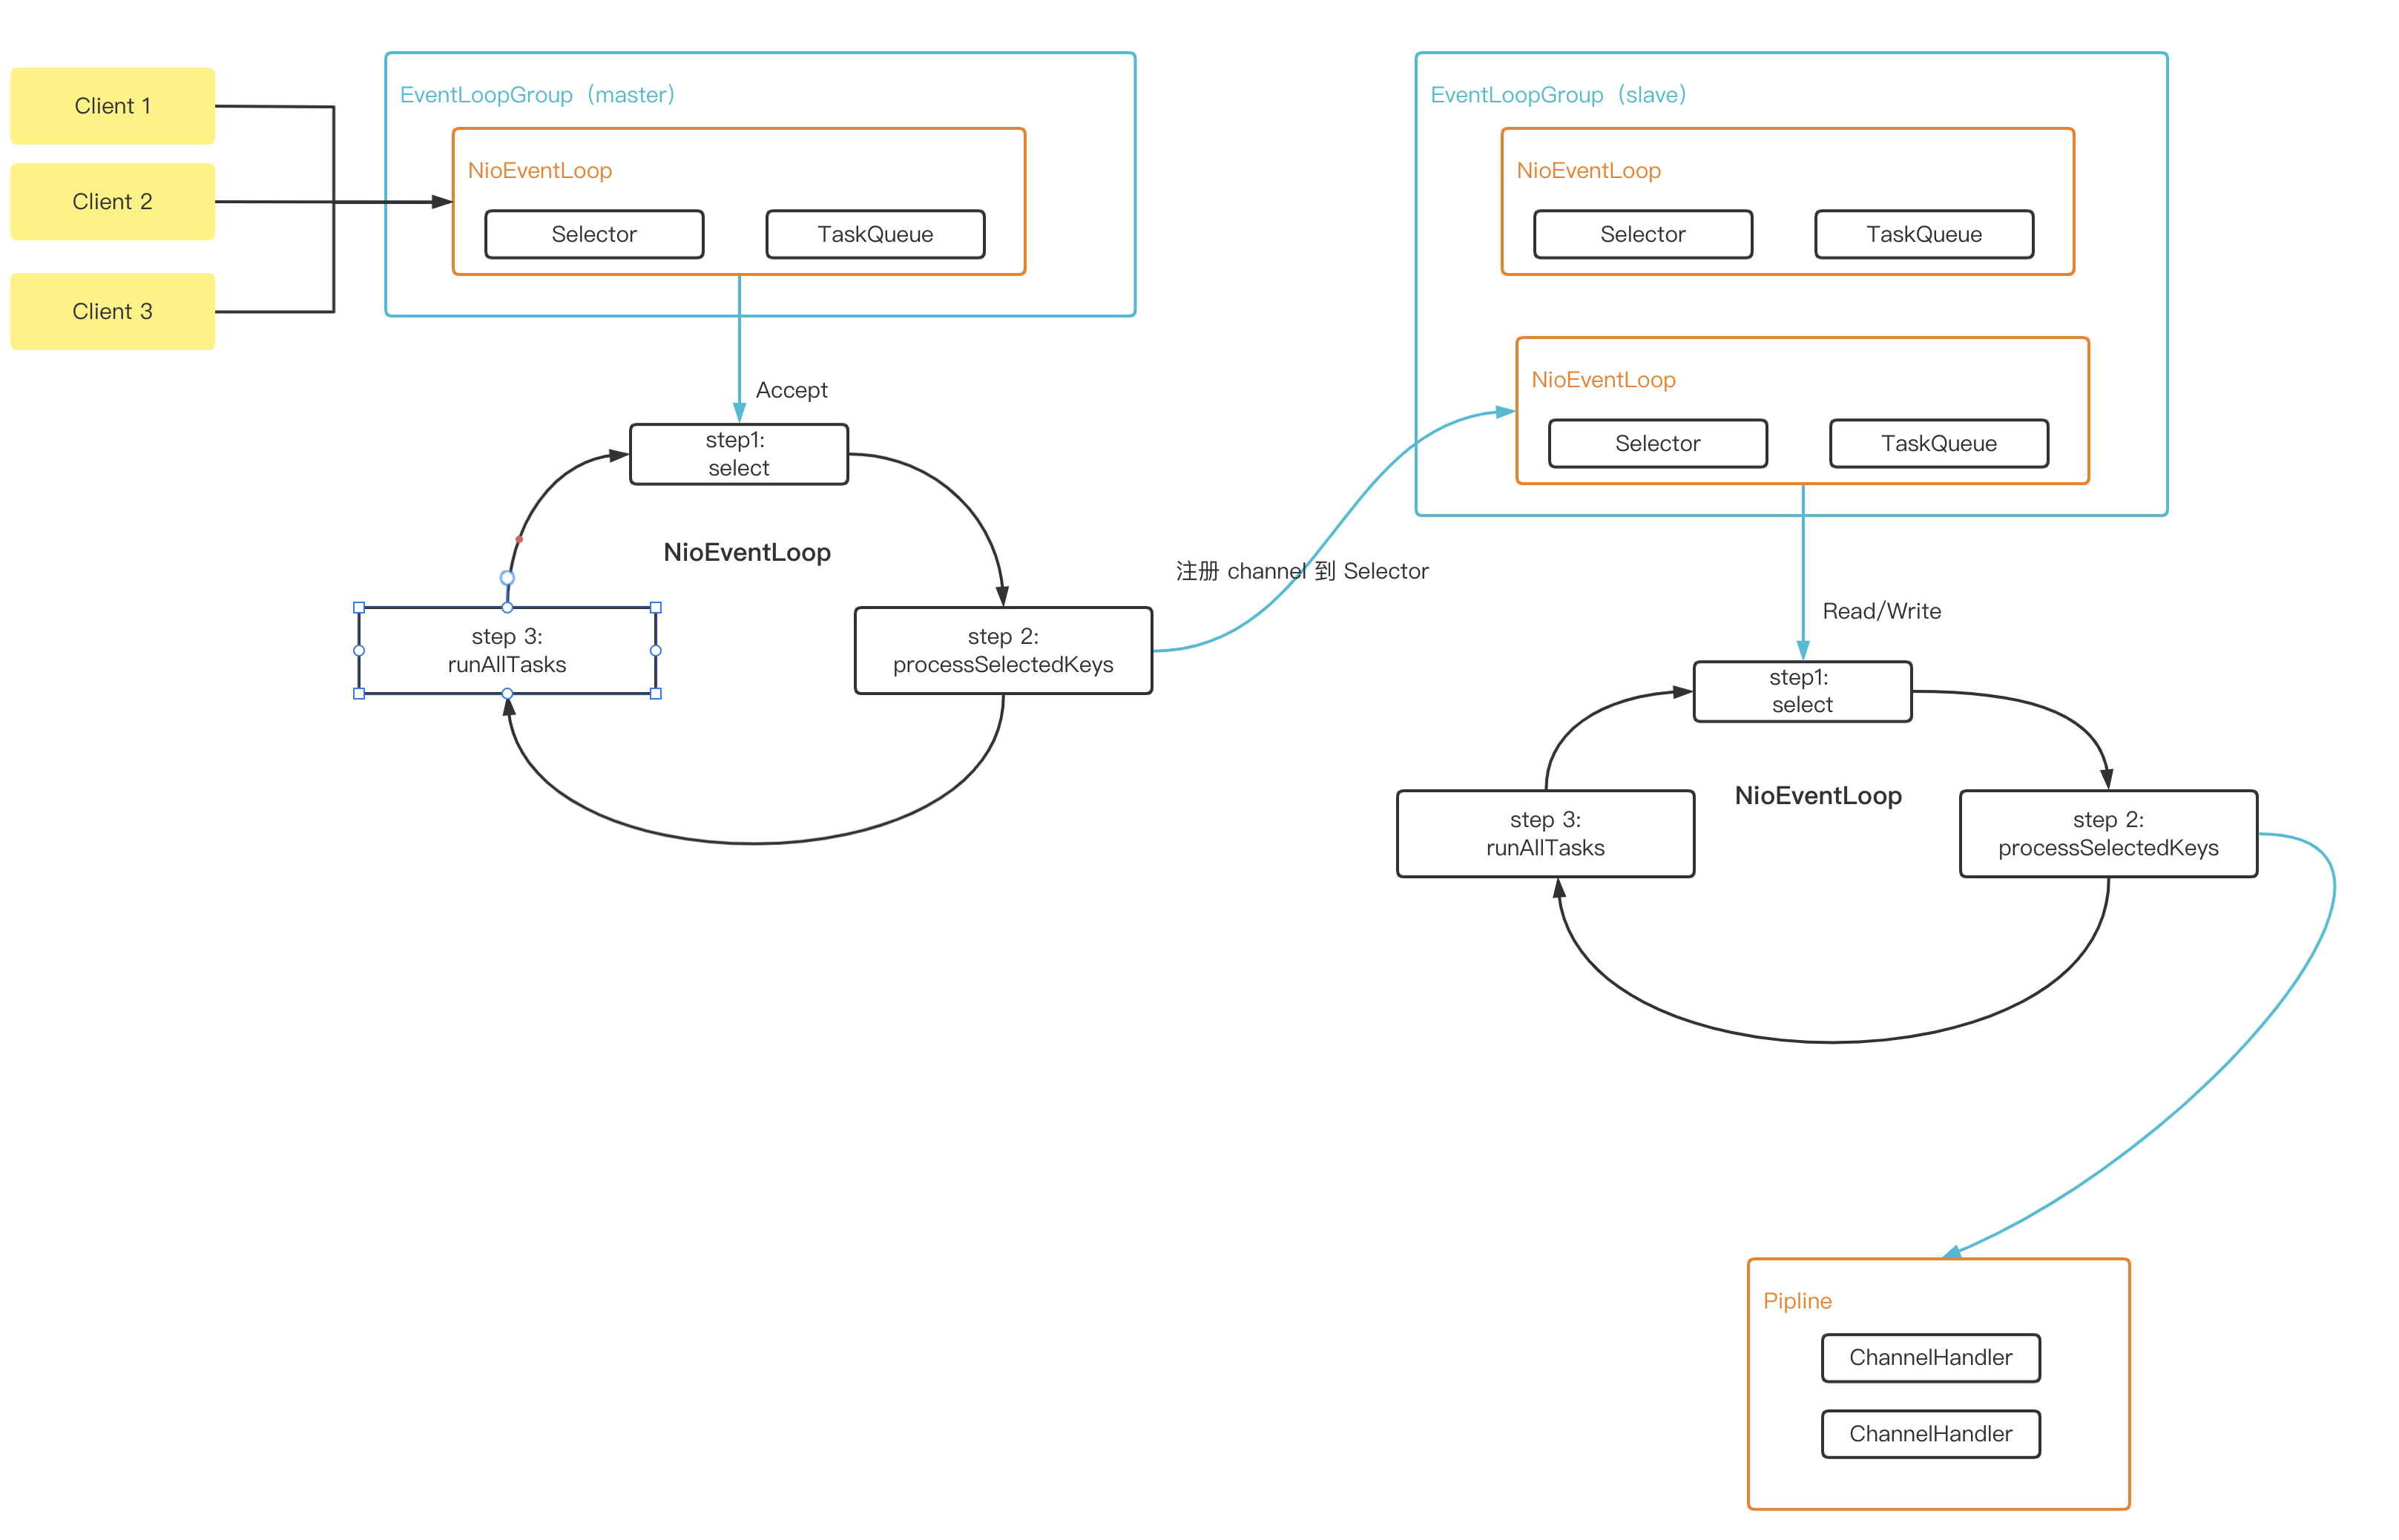 Client 1
Client 2
Client 3
EventLoopGroup（master）
NioEventLoop
Selector
TaskQueue
Accept
step1:
select
NioEventLoop
step 3:
runAllTasks
step 2:
processSelectedKeys
注册 channel 到 Selector
EventLoopGroup（slave）
NioEventLoop
Selector
TaskQueue
NioEventLoop
Selector
TaskQueue
Read/Write
step1:
select
NioEventLoop
step 3:
runAllTasks
step 2:
processSelectedKeys
Pipline
ChannelHandler
ChannelHandler